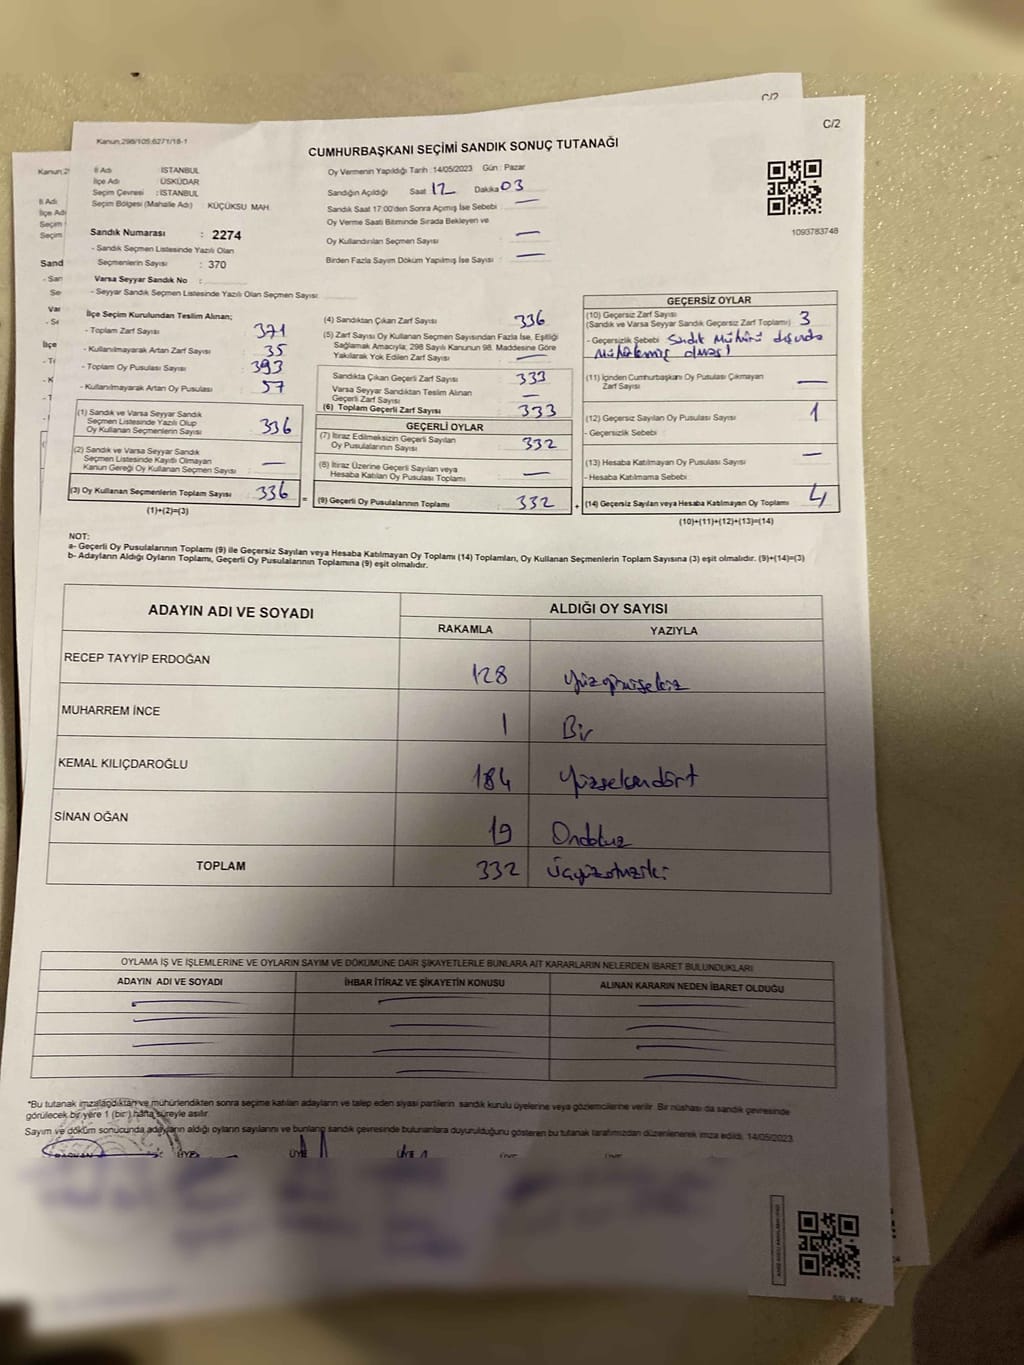 C/2
Kanun:298/105:6271/18-1
C/2
CUMHURBAŞKANI SEÇİMİ SANDIK SONUÇ TUTANAĞI
İl Adı : İSTANBUL
İlçe Adı : ÜSKÜDAR
Seçim Çevresi : İSTANBUL
Seçim Bölgesi (Mahalle Adı) : KÜÇÜKSU MAH.
Sandık Numarası : 2274
- Sandık Seçmen Listesinde Yazılı Olan
Seçmenlerin Sayısı : 370
Varsa Seyyar Sandık No :
- Seyyar Sandık Seçmen Listesinde Yazılı Olan Seçmen Sayısı:
Oy Vermenin Yapıldığı Tarih :14/05/2023 Gün : Pazar
Sandığın Açıldığı Saat 17 Dakika 03
Sandık Saat 17:00'den Sonra Açımış İse Sebebi : —
Oy Verme Saati Bitiminde Sırada Bekleyen ve
Oy Kullandırılan Seçmen Sayısı : —
Birden Fazla Sayım Döküm Yapılmış İse Sayısı : —
1093783748
İlçe Seçim Kurulundan Teslim Alınan;
- Toplam Zarf Sayısı : 371
- Kullanılmayarak Artan Zarf Sayısı : 35
- Toplam Oy Pusulası : 393
- Kullanılmayarak Artan Oy Pusulası : 57
(1) Sandık ve Varsa Seyyar Sandık
Seçmen Listesinde Yazılı Olup
Oy Kullanan Seçmenlerin Sayısı : 336
(2) Sandık ve Varsa Seyyar Sandık
Seçmen Listesinde Kayıtlı Olmayan
Kanun Gereği Oy Kullanan Seçmen Sayısı : —
(3) Oy Kullanan Seçmenlerin Toplam Sayısı : 336
(1)+(2)=(3)
(4) Sandıktan Çıkan Zarf Sayısı : 336
(5) Zarf Sayısı Oy Kullanan Seçmen Sayısından Fazla İse, Eşitliği
Sağlamak Amacıyla; 298 Sayılı Kanunun 98. Maddesine Göre
Yakılarak Yok Edilen Zarf Sayısı : —
Sandıkta Çıkan Geçerli Zarf Sayısı : 333
Varsa Seyyar Sandıktan Teslim Alınan
Geçerli Zarf Sayısı : —
(6) Toplam Geçerli Zarf Sayısı : 333
GEÇERLİ OYLAR
(7) İtiraz Edilmeksizin Geçerli Sayılan
Oy Pusulalarının Sayısı : 332
(8) İtiraz Üzerine Geçerli Sayılan veya
Hesaba Katılan Oy Pusulası Toplamı : —
= (9) Geçerli Oy Pusulalarının Toplamı : 332
GEÇERSİZ OYLAR
(10) Geçersiz Zarf Sayısı
(Sandık ve Varsa Seyyar Sandık Geçersiz Zarf Toplamı) : 3
- Geçersizlik Sebebi : Sandık Mührü dışında
mühürlenmiş olması
(11) İçinden Cumhurbaşkanı Oy Pusulası Çıkmayan
Zarf Sayısı : —
(12) Geçersiz Sayılan Oy Pusulası Sayısı : 1
- Geçersizlik Sebebi :
(13) Hesaba Katılmayan Oy Pusulası Sayısı : —
- Hesaba Katılmama Sebebi :
+ (14) Geçersiz Sayılan veya Hesaba Katılmayan Oy Toplamı : 4
(10)+(11)+(12)+(13)=(14)
NOT:
a- Geçerli Oy Pusulalarının Toplamı (9) ile Geçersiz Sayılan veya Hesaba Katılmayan Oy Toplamı (14) Toplamları, Oy Kullanan Seçmenlerin Toplam Sayısına (3) eşit olmalıdır. (9)+(14)=(3)
b- Adayların Aldığı Oyların Toplamı, Geçerli Oy Pusulalarının Toplamına (9) eşit olmalıdır.
ADAYIN ADI VE SOYADI
ALDIĞI OY SAYISI
RAKAMLA YAZIYLA
RECEP TAYYİP ERDOĞAN 128 Yüzyirmisekiz
MUHARREM İNCE 1 Bir
KEMAL KILIÇDAROĞLU 184 Yüzseksendört
SİNAN OĞAN 19 Ondokuz
TOPLAM 332 Üçyüzotuziki
OYLAMA İŞ VE İŞLEMLERİNE VE OYLARIN SAYIM VE DÖKÜMÜNE DAİR ŞİKAYETLERLE BUNLARA AİT KARARLARIN NELERDEN İBARET BULUNDUKLARI
ADAYIN ADI VE SOYADI İHBAR İTİRAZ VE ŞİKAYETİN KONUSU ALINAN KARARIN NEDEN İBARET OLDUĞU
*Bu tutanak imzalandıktan ve mühürlendikten sonra seçime katılan adayların ve talep eden siyasi partilerin sandık kurulu üyelerine veya gözlemcilerine verilir. Bir nüshası da sandık çevresinde
görülecek bir yere 1 (bir) hafta süreyle asılır.
Sayım ve döküm sonucunda adayların aldığı oyların sayılarını ve bunların sandık çevresinde bulunanlara duyurulduğunu gösteren bu tutanak tarafımızdan düzenlenerek imza edildi. 14/05/2023
BAŞKAN ÜYE ÜYE ÜYE ÜYE ÜYE